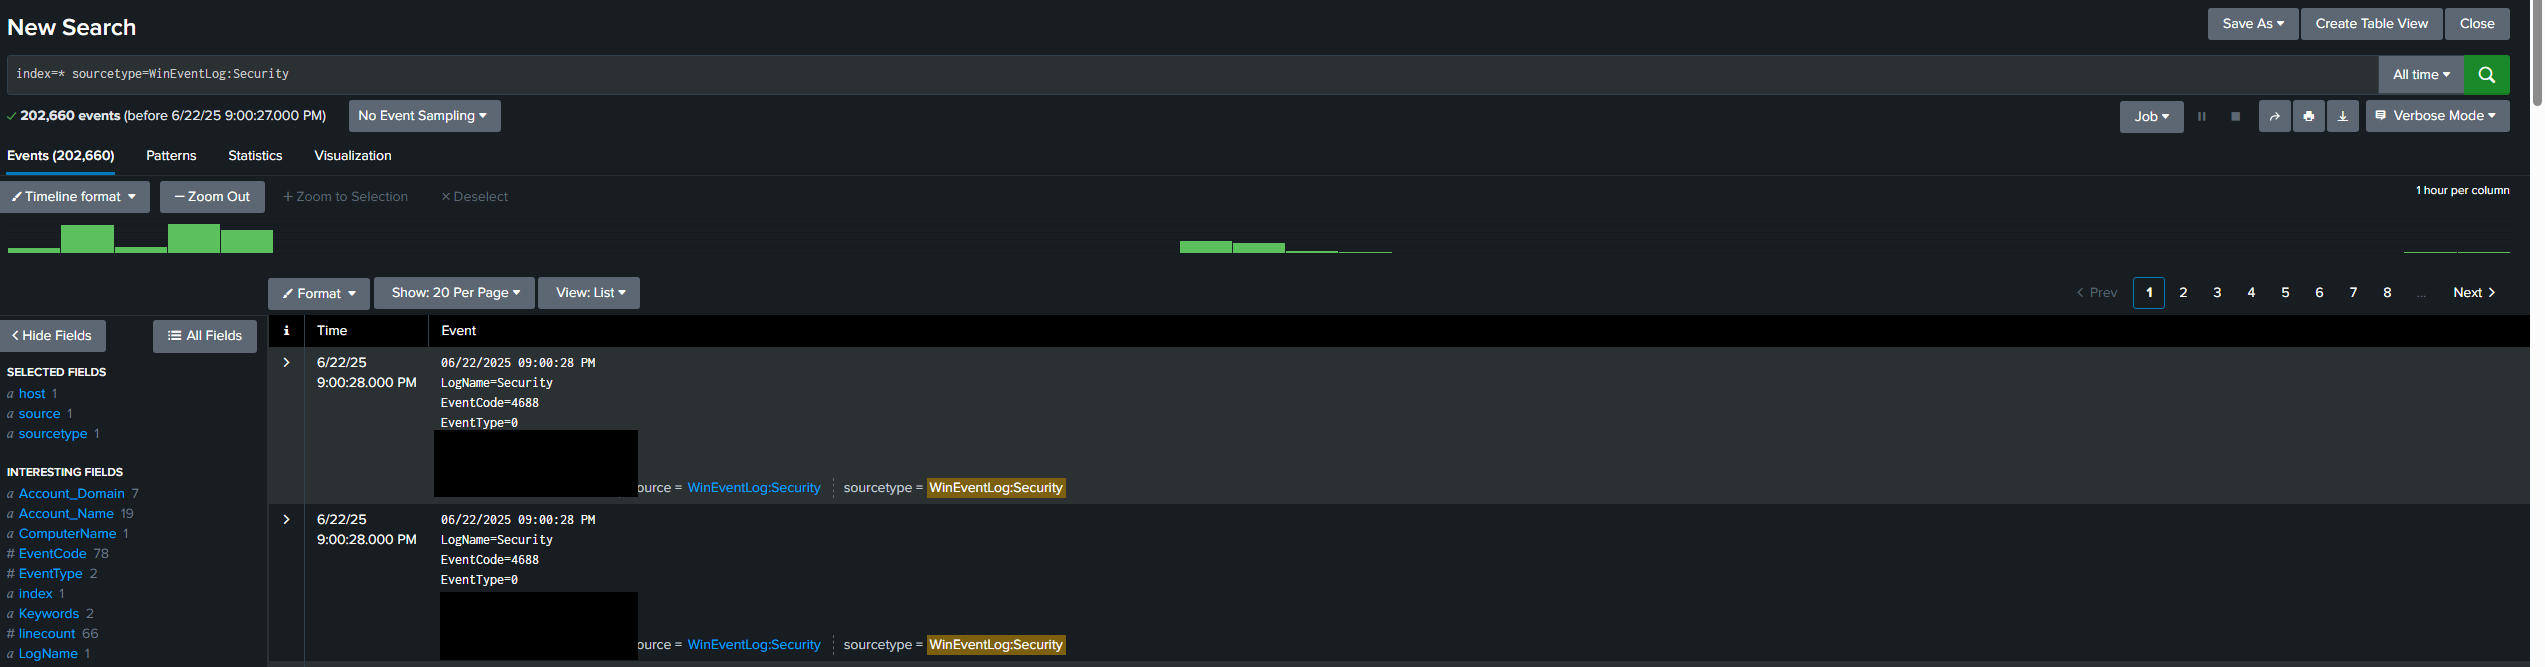 New Search
Save As
Create Table View
Close
index=* sourcetype=WinEventLog:Security
All time
202,660 events (before 6/22/25 9:00:27.000 PM)
No Event Sampling
Job
Verbose Mode
Events (202,660)
Patterns
Statistics
Visualization
Timeline format
— Zoom Out
+ Zoom to Selection
× Deselect
1 hour per column
Format
Show: 20 Per Page
View: List
< Prev
1
2
3
4
5
6
7
8
...
Next >
< Hide Fields
All Fields
i
Time
Event
SELECTED FIELDS
a host 1
a source 1
a sourcetype 1
INTERESTING FIELDS
a Account_Domain 7
a Account_Name 19
a ComputerName 1
# EventCode 78
# EventType 2
a index 1
a Keywords 2
# linecount 66
a LogName 1
>
6/22/25
9:00:28.000 PM
06/22/2025 09:00:28 PM
LogName=Security
EventCode=4688
EventType=0
ource = WinEventLog:Security
sourcetype = WinEventLog:Security
>
6/22/25
9:00:28.000 PM
06/22/2025 09:00:28 PM
LogName=Security
EventCode=4688
EventType=0
ource = WinEventLog:Security
sourcetype = WinEventLog:Security